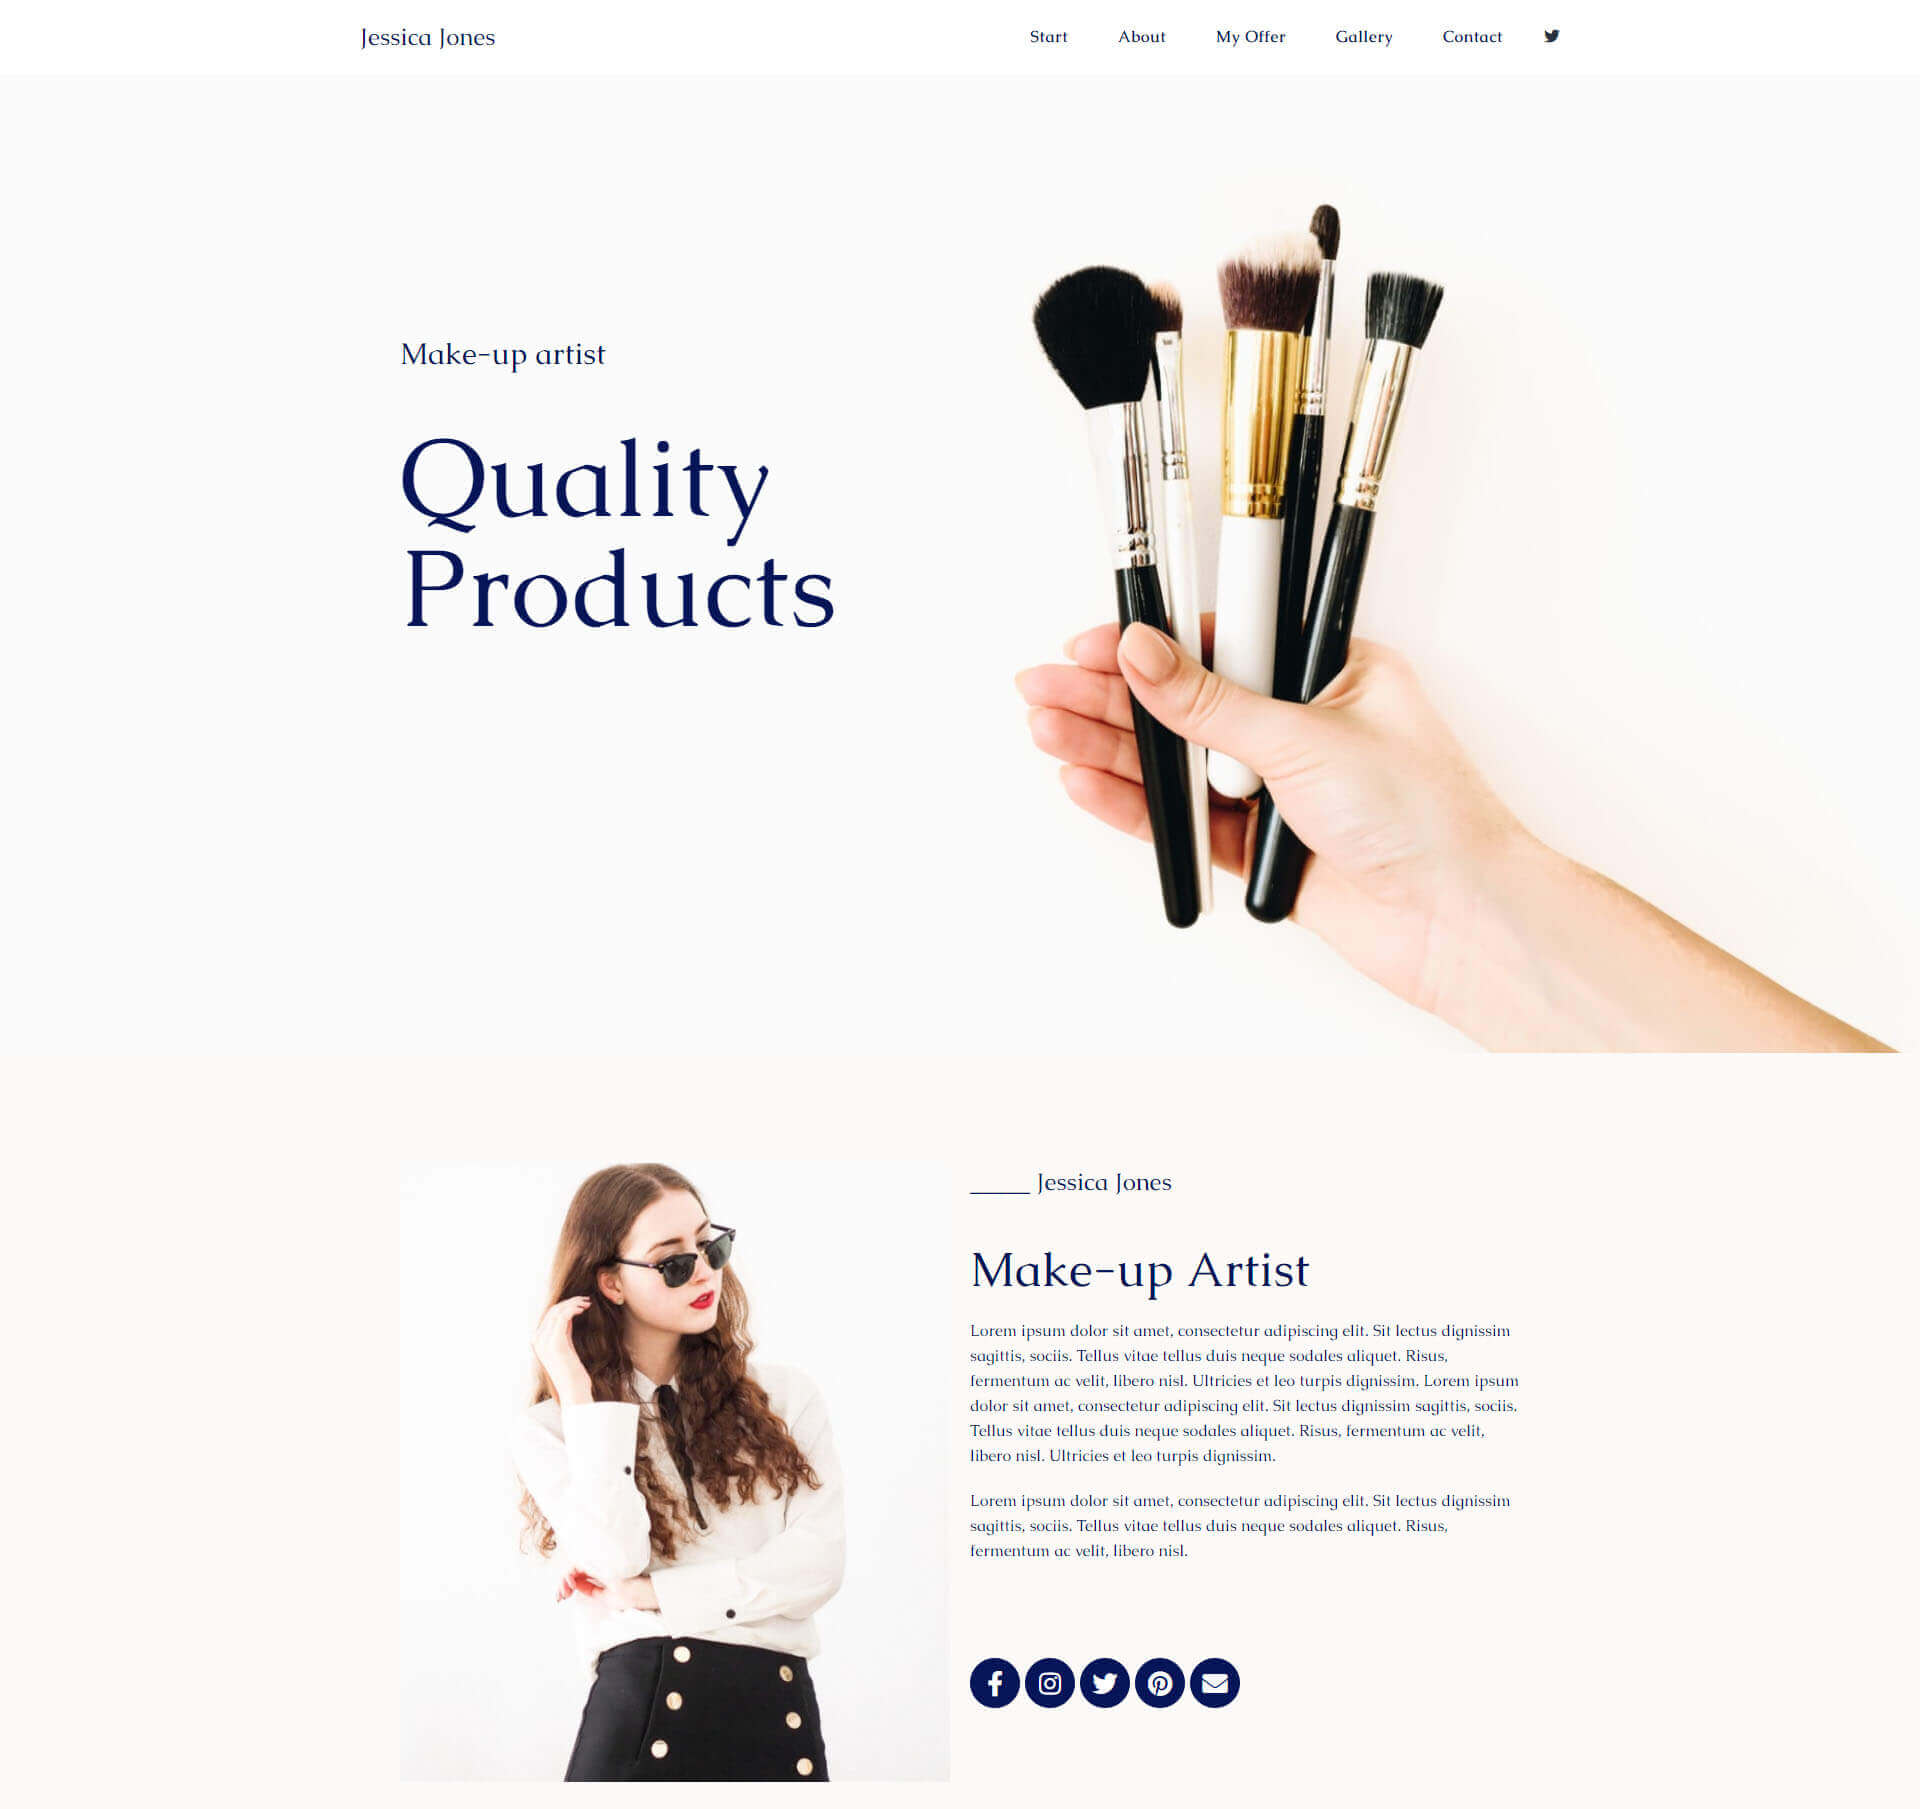 Jessica Jones
Start About My Offer Gallery Contact
Make-up artist
Quality
Products
_____ Jessica Jones
Make-up Artist
Lorem ipsum dolor sit amet, consectetur adipiscing elit. Sit lectus dignissim
sagittis, sociis. Tellus vitae tellus duis neque sodales aliquet. Risus,
fermentum ac velit, libero nisl. Ultricies et leo turpis dignissim. Lorem ipsum
dolor sit amet, consectetur adipiscing elit. Sit lectus dignissim sagittis, sociis.
Tellus vitae tellus duis neque sodales aliquet. Risus, fermentum ac velit,
libero nisl. Ultricies et leo turpis dignissim.
Lorem ipsum dolor sit amet, consectetur adipiscing elit. Sit lectus dignissim
sagittis, sociis. Tellus vitae tellus duis neque sodales aliquet. Risus,
fermentum ac velit, libero nisl.